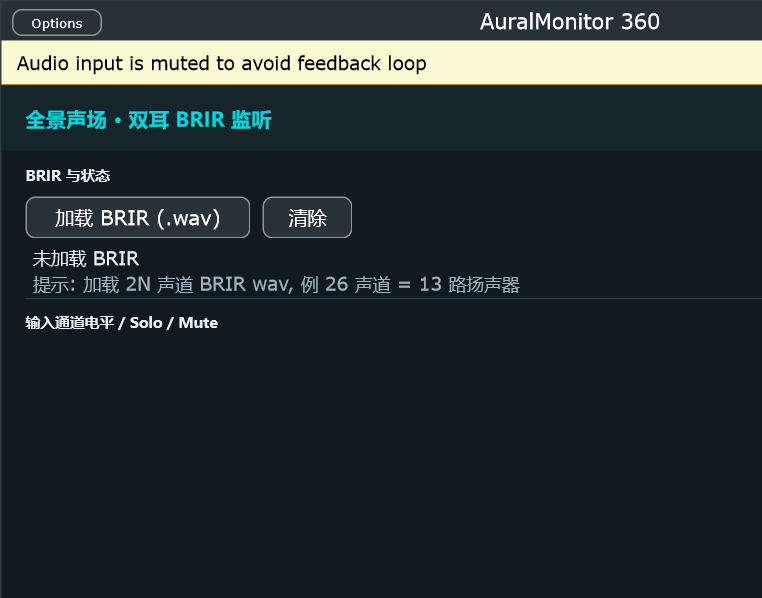 Options
AuralMonitor 360
Audio input is muted to avoid feedback loop
全景声场 • 双耳 BRIR 监听
BRIR 与状态
加载 BRIR (.wav)
清除
未加载 BRIR
提示: 加载 2N 声道 BRIR wav, 例 26 声道 = 13 路扬声器
输入通道电平 / Solo / Mute